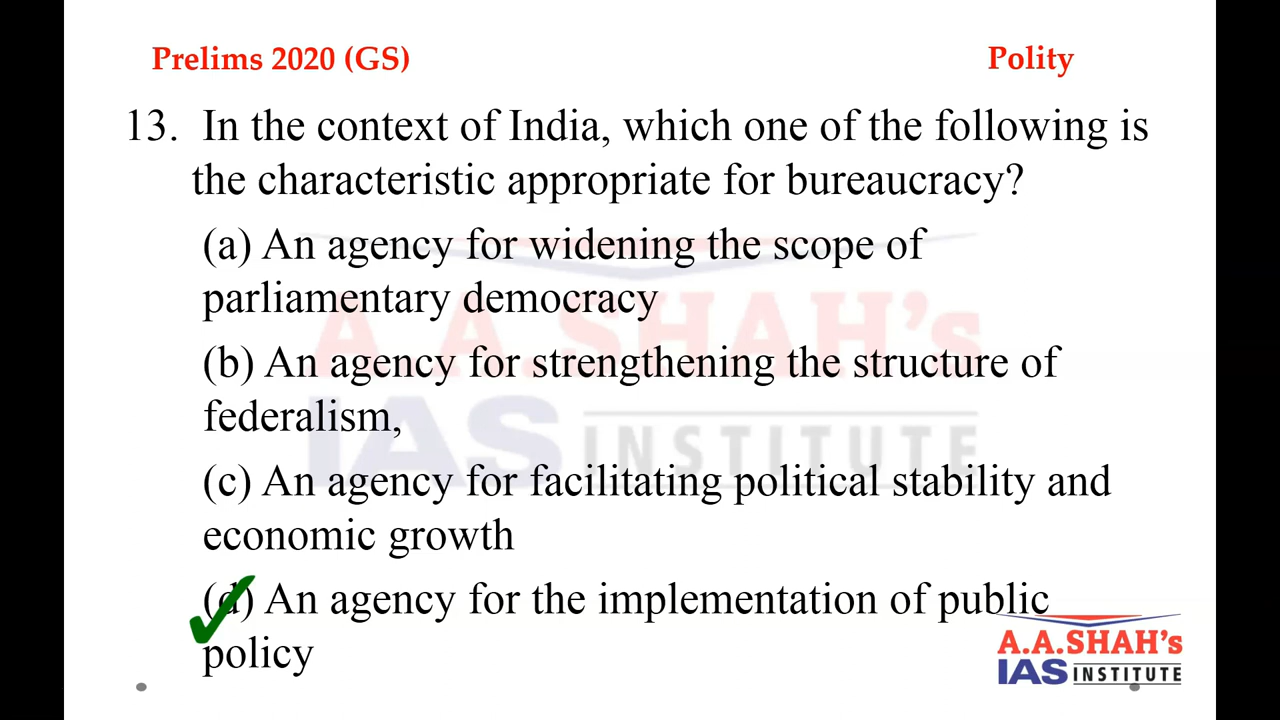 Prelims 2020 (GS) Polity
13. In the context of India, which one of the following is
the characteristic appropriate for bureaucracy?
(a) An agency for widening the scope of
parliamentary democracy
(b) An agency for strengthening the structure of
federalism,
(c) An agency for facilitating political stability and
economic growth
(d) An agency for the implementation of public
policy
A.A.SHAH's
IAS INSTITUTE
A.A.SHAH's
IAS INSTITUTE